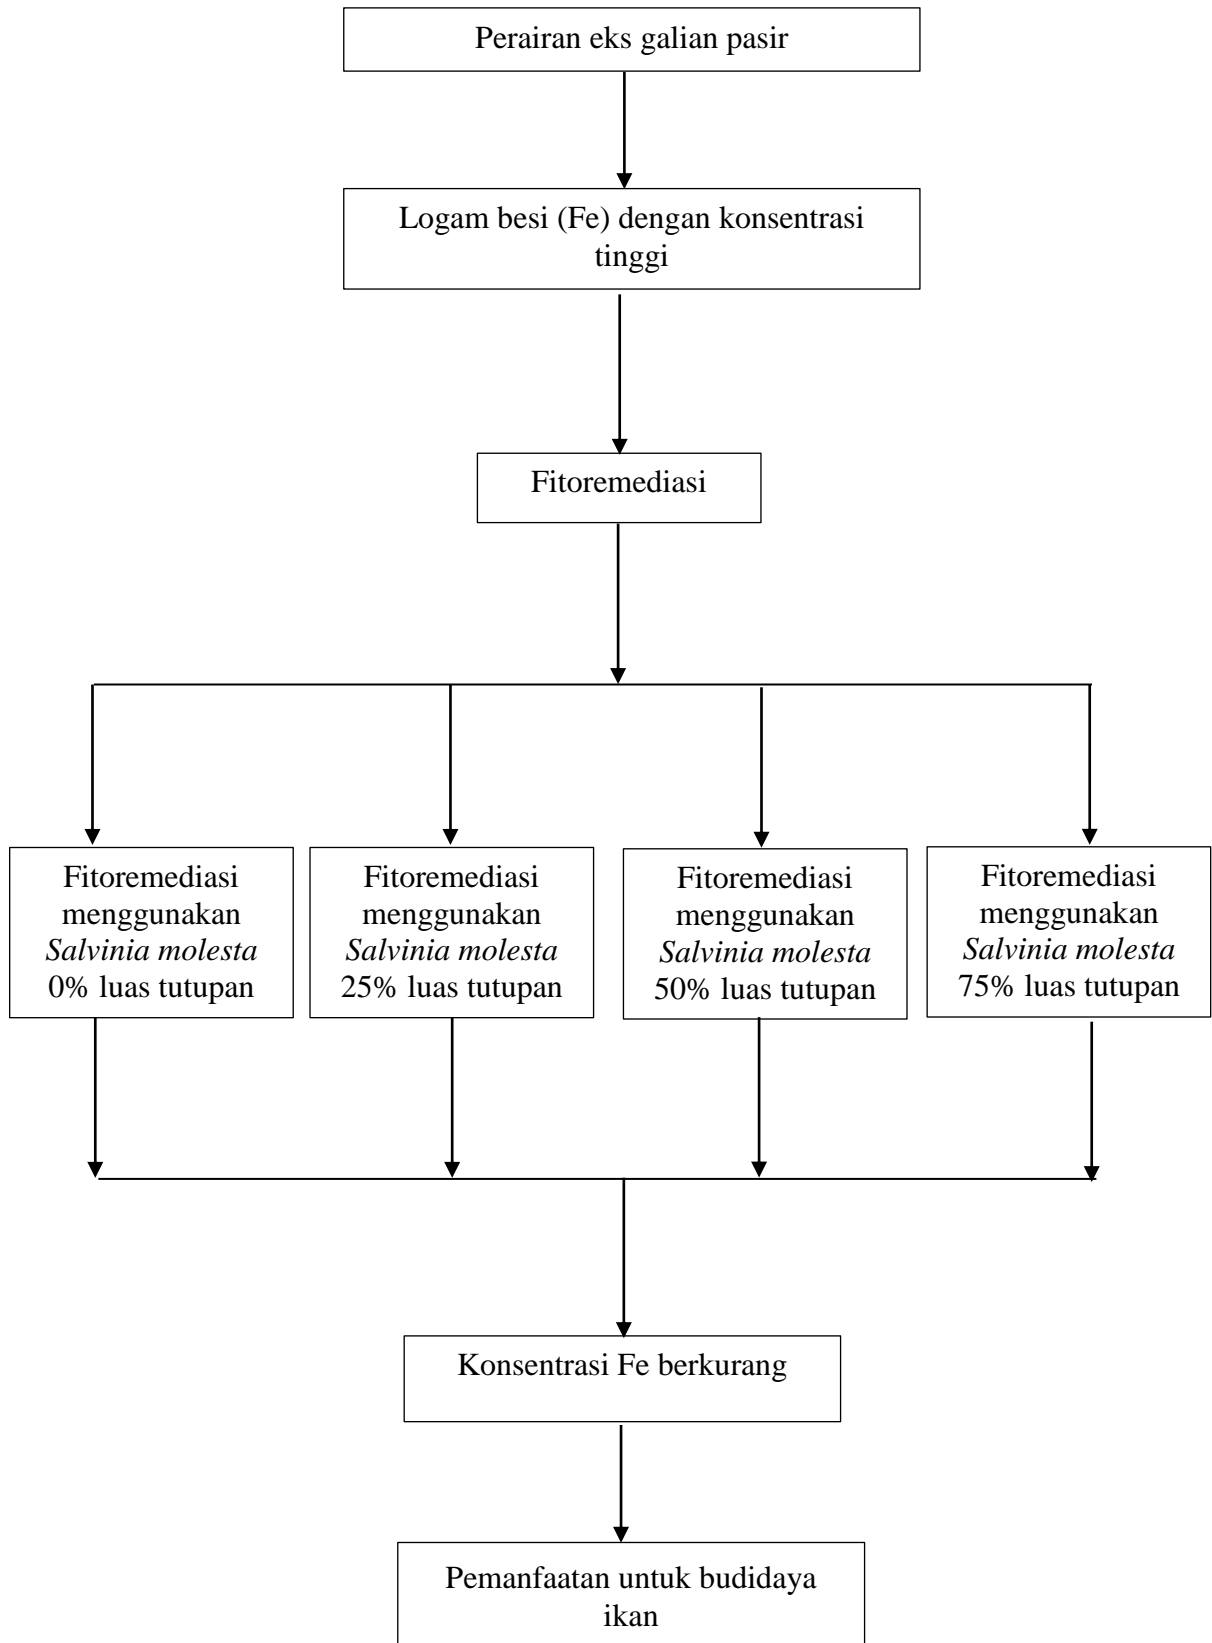 Perairan eks galian pasir
Logam besi (Fe) dengan konsentrasi
tinggi
Fitoremediasi
Fitoremediasi
menggunakan
Salvinia molesta
0% luas tutupan
Fitoremediasi
menggunakan
Salvinia molesta
25% luas tutupan
Fitoremediasi
menggunakan
Salvinia molesta
50% luas tutupan
Fitoremediasi
menggunakan
Salvinia molesta
75% luas tutupan
Konsentrasi Fe berkurang
Pemanfaatan untuk budidaya
ikan